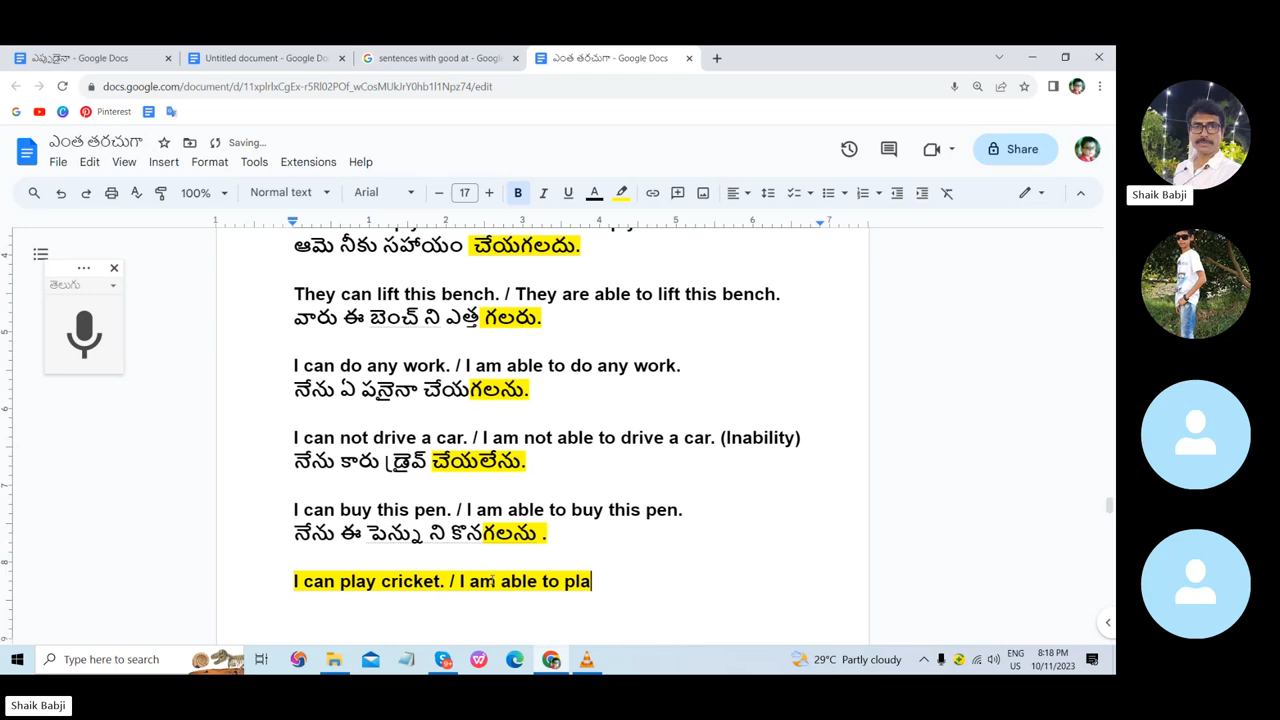 ఎప్పుడైనా - Google Docs
Untitled document - Google Do
sentences with good at - Googl
ఎంత తరచుగా - Google Docs
docs.google.com/document/d/11xplrlxCgEx-r5Rl02POf_wCosMUkJrY0hb1l1Npz74/edit
Pinterest
ఎంత తరచుగా
Saving...
File Edit View Insert Format Tools Extensions Help
Share
100% Normal text Arial 17
తెలుగు
ఆమె నీకు సహాయం చేయగలదు.
They can lift this bench. / They are able to lift this bench.
వారు ఈ బెంచ్ ని ఎత్త గలరు.
I can do any work. / I am able to do any work.
నేను ఏ పనైనా చేయగలను.
I can not drive a car. / I am not able to drive a car. (Inability)
నేను కారు డ్రైవ్ చేయలేను.
I can buy this pen. / I am able to buy this pen.
నేను ఈ పెన్ను ని కొనగలను .
I can play cricket. / I am able to pla
Type here to search
29°C Partly cloudy
ENG
US
8:18 PM
10/11/2023
Shaik Babji
Shaik Babji